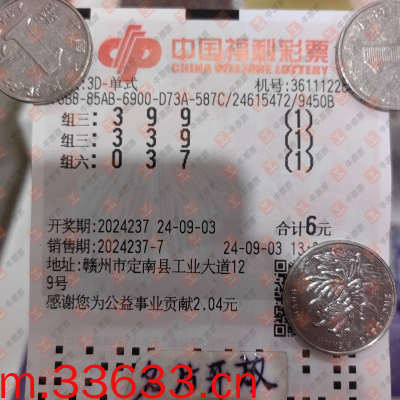 中国福利彩票
CHINA WELFARE LOTTERY
3D-单式 机号:3611122
85AB-6900-D73A-587C/24615472/9450B
组三: 3 9 9 (1)
组三: 3 3 9 (1)
组六: 0 3 7 (1)
开奖期:2024237 24-09-03 合计6元
销售期:2024237-7 24-09-03 13:
地址:赣州市定南县工业大道12
9号
感谢您为公益事业贡献2.04元
m.33633.cn